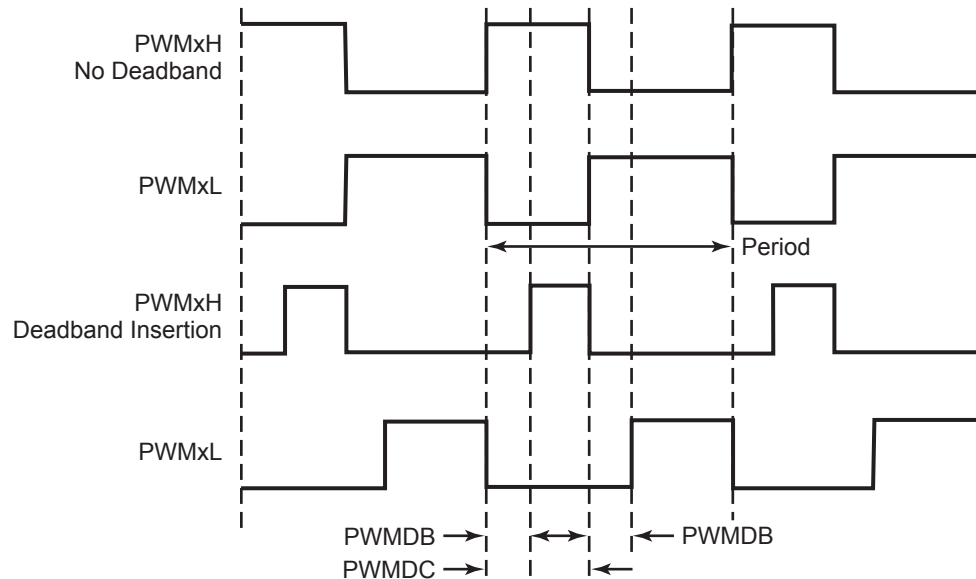 PWMxH
No Deadband
PWMxL
Period
PWMxH
Deadband Insertion
PWMxL
PWMDB
PWMDB
PWMDC